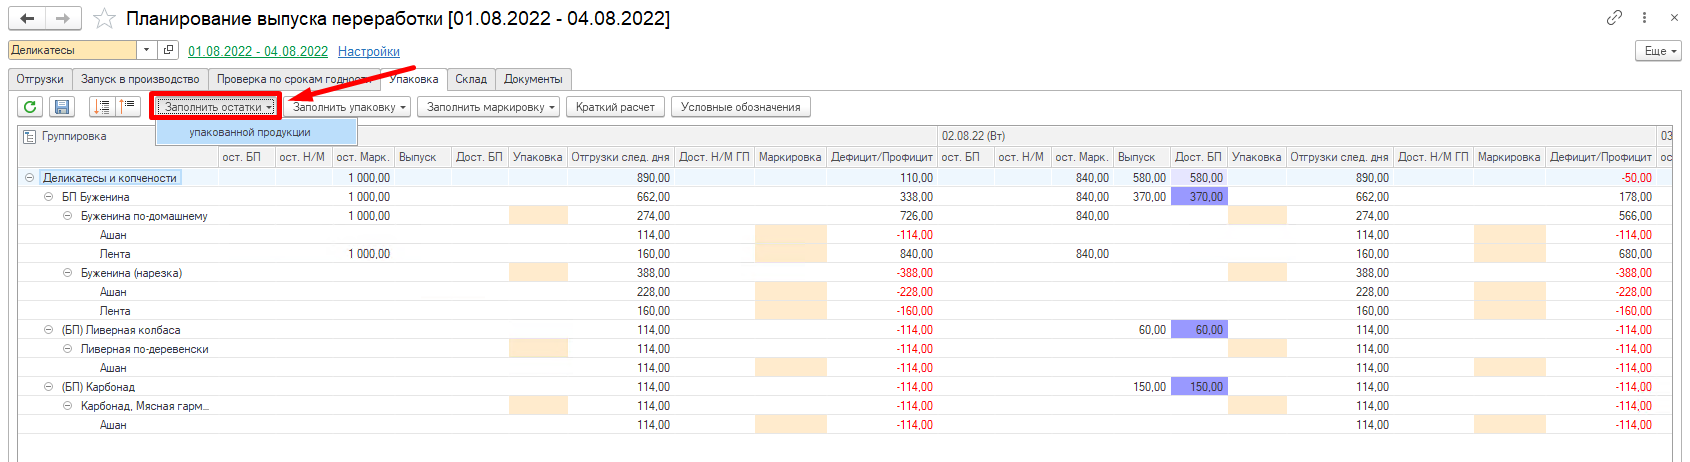 Планирование выпуска переработки [01.08.2022 - 04.08.2022]
Деликатесы 01.08.2022 - 04.08.2022 Настройки Еще
Отгрузки Запуск в производство Проверка по срокам годности Упаковка Склад Документы
Заполнить остатки Заполнить упаковку Заполнить маркировку Краткий расчет Условные обозначения
упакованной продукции
Группировка 02.08.22 (Вт) 03
ост. БП ост. Н/М ост. Марк. Выпуск Дост. БП Упаковка Отгрузки след. дня Дост. Н/М ГП Маркировка Дефицит/Профицит ост. БП ост. Н/М ост. Марк. Выпуск Дост. БП Упаковка Отгрузки след. дня Дост. Н/М ГП Маркировка Дефицит/Профицит ос
Деликатесы и копчености 1 000,00 890,00 110,00 840,00 580,00 580,00 890,00 -50,00
БП Буженина 1 000,00 662,00 338,00 840,00 370,00 370,00 662,00 178,00
Буженина по-домашнему 1 000,00 274,00 726,00 840,00 274,00 566,00
Ашан 114,00 -114,00 114,00 -114,00
Лента 1 000,00 160,00 840,00 840,00 160,00 680,00
Буженина (нарезка) 388,00 -388,00 388,00 -388,00
Ашан 228,00 -228,00 228,00 -228,00
Лента 160,00 -160,00 160,00 -160,00
(БП) Ливерная колбаса 114,00 -114,00 60,00 60,00 114,00 -114,00
Ливерная по-деревенски 114,00 -114,00 114,00 -114,00
Ашан 114,00 -114,00 114,00 -114,00
(БП) Карбонад 114,00 -114,00 150,00 150,00 114,00 -114,00
Карбонад, Мясная гарм... 114,00 -114,00 114,00 -114,00
Ашан 114,00 -114,00 114,00 -114,00